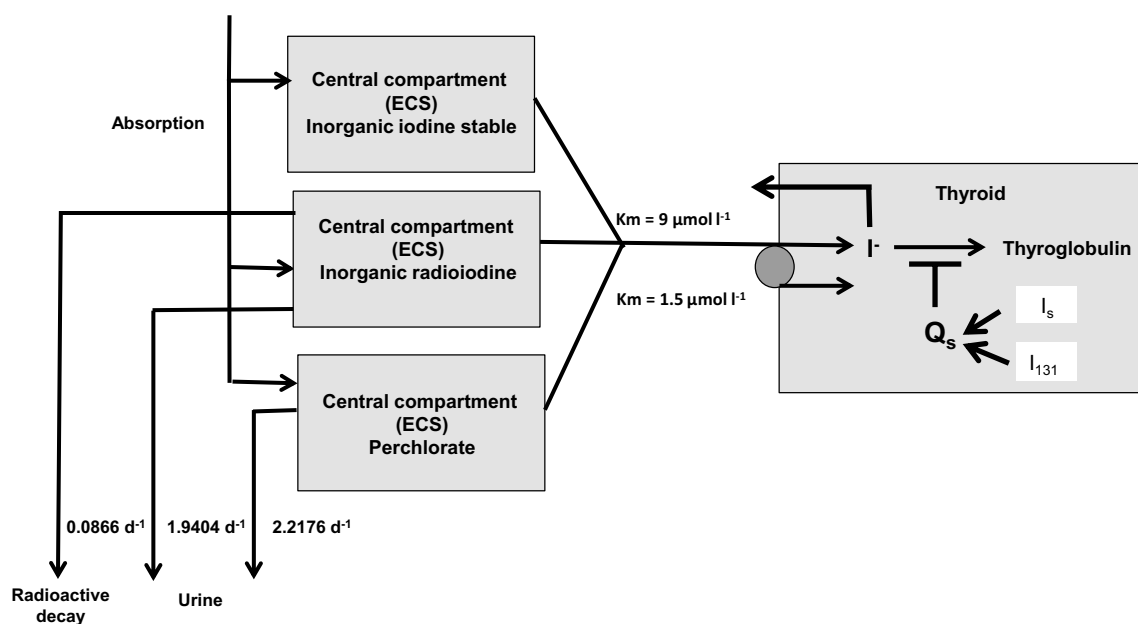 Absorption
Central compartment
(ECS)
Inorganic iodine stable
Central compartment
(ECS)
Inorganic radioiodine
Central compartment
(ECS)
Perchlorate
Km = 9 µmol l⁻¹
Km = 1.5 µmol l⁻¹
Thyroid
I⁻
Thyroglobulin
Qₛ
Iₛ
I₁₃₁
0.0866 d⁻¹
1.9404 d⁻¹
2.2176 d⁻¹
Radioactive
decay
Urine